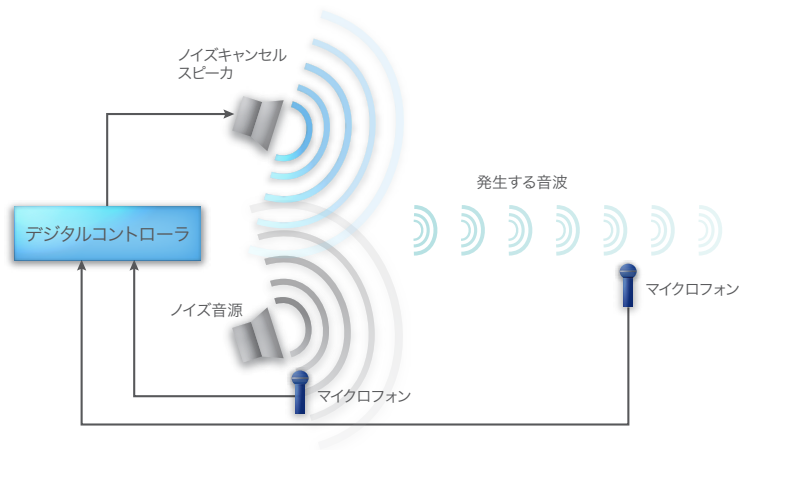 ノイズキャンセル
スピーカ
発生する音波
デジタルコントローラ
マイクロフォン
ノイズ音源
マイクロフォン